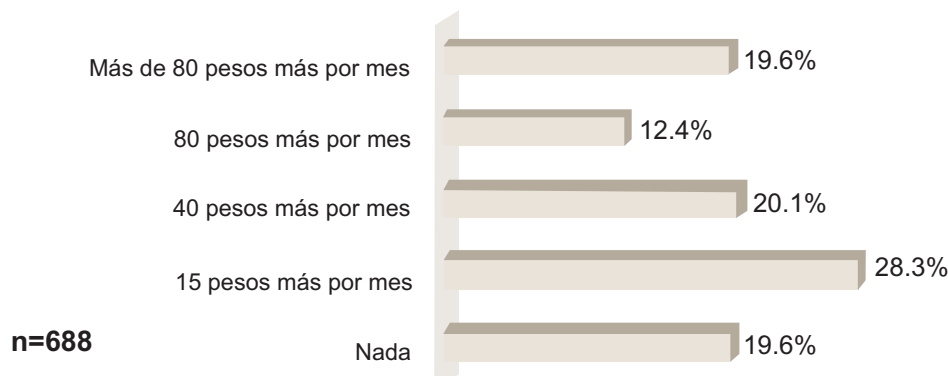 Más de 80 pesos más por mes 19.6%
80 pesos más por mes 12.4%
40 pesos más por mes 20.1%
15 pesos más por mes 28.3%
n=688
Nada 19.6%